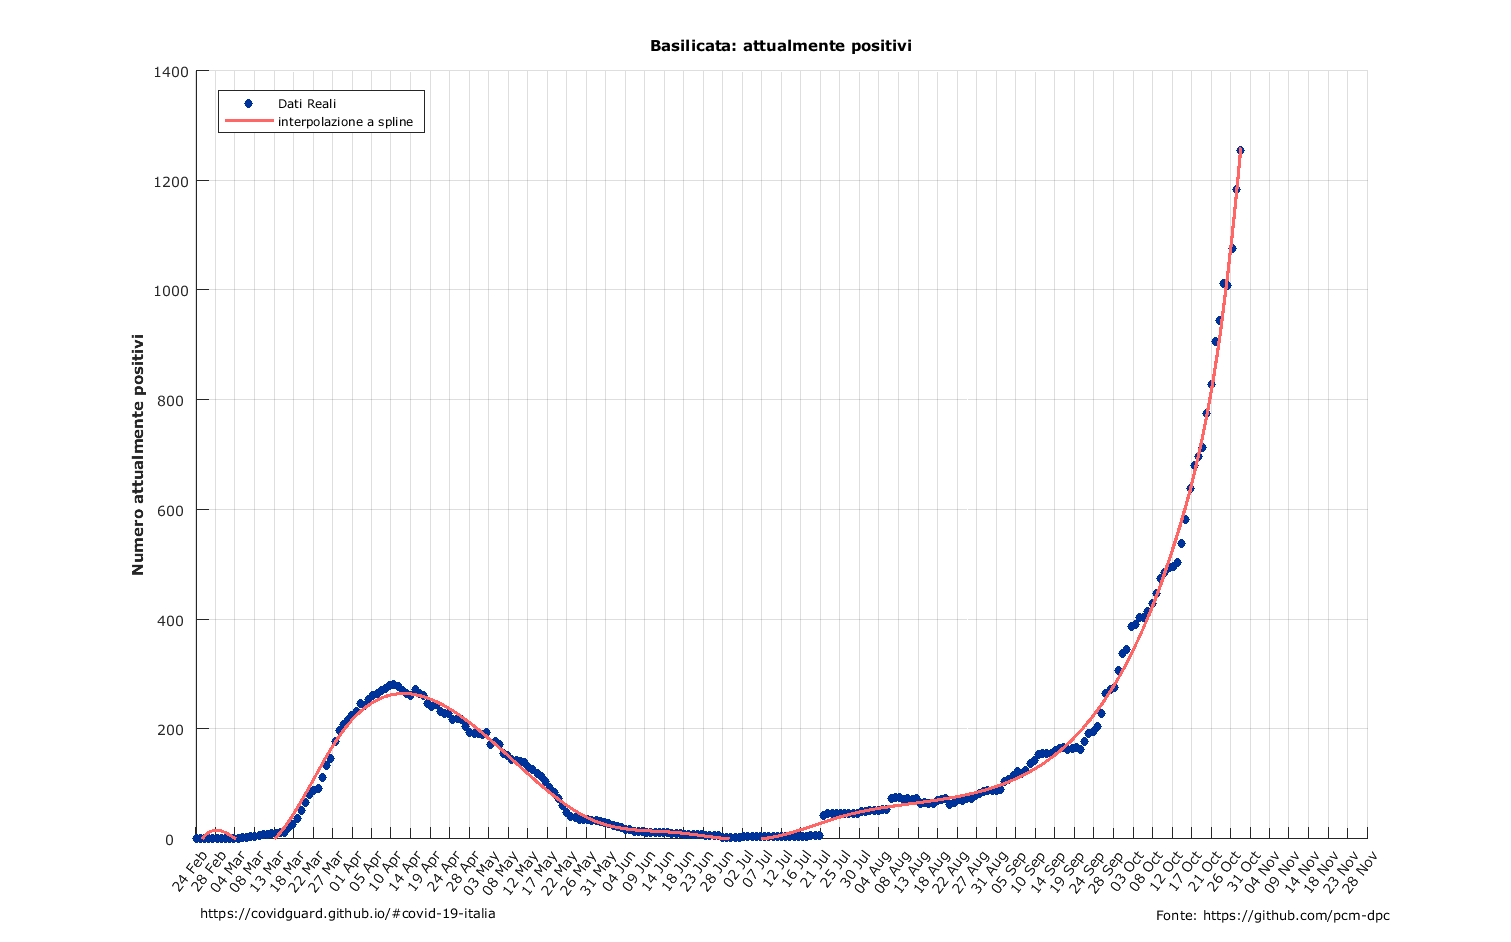 Basilicata: attualmente positivi
1400
1200
1000
800
600
400
200
0
Numero attualmente positivi
Dati Reali
interpolazione a spline
24 Feb
28 Feb
04 Mar
08 Mar
13 Mar
18 Mar
22 Mar
27 Mar
01 Apr
05 Apr
10 Apr
14 Apr
19 Apr
24 Apr
28 Apr
03 May
08 May
12 May
17 May
22 May
26 May
31 May
04 Jun
09 Jun
14 Jun
18 Jun
23 Jun
28 Jun
02 Jul
07 Jul
12 Jul
16 Jul
21 Jul
25 Jul
30 Jul
04 Aug
08 Aug
13 Aug
18 Aug
22 Aug
27 Aug
31 Aug
05 Sep
10 Sep
14 Sep
19 Sep
24 Sep
28 Sep
03 Oct
08 Oct
12 Oct
17 Oct
21 Oct
26 Oct
31 Oct
04 Nov
09 Nov
14 Nov
18 Nov
23 Nov
28 Nov
https://covidguard.github.io/#covid-19-italia
Fonte: https://github.com/pcm-dpc